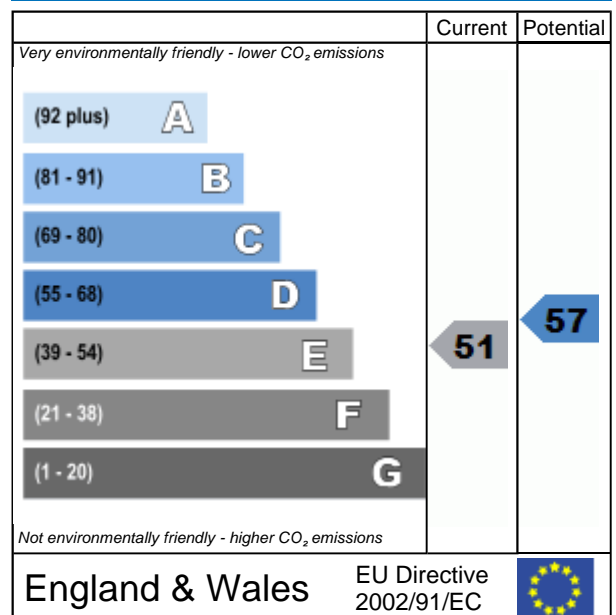 Current Potential
Very environmentally friendly - lower CO₂ emissions
(92 plus) A
(81 - 91) B
(69 - 80) C
(55 - 68) D
(39 - 54) E
(21 - 38) F
(1 - 20) G
51
57
Not environmentally friendly - higher CO₂ emissions
England & Wales
EU Directive
2002/91/EC